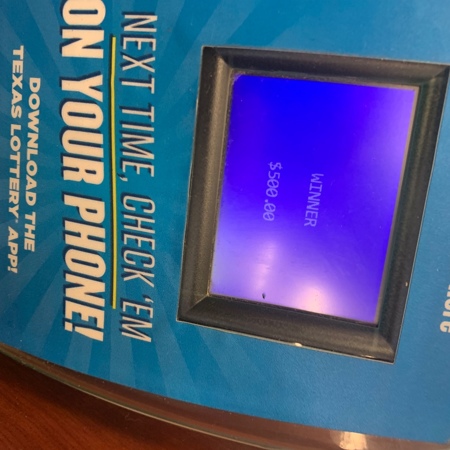 NEXT TIME, CHECK 'EM
ON YOUR PHONE!
DOWNLOAD THE
TEXAS LOTTERY® APP!
WINNER
$500.00